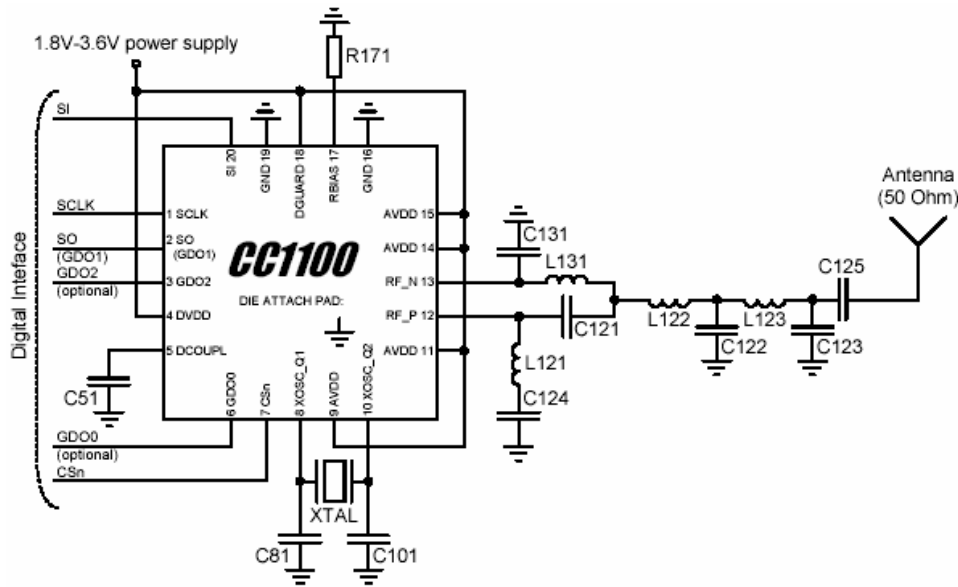 1.8V-3.6V power supply
R171
SI
SI 20
GND 19
DGUARD 18
RBIAS 17
GND 16
Antenna
(50 Ohm)
Digital Inteface
SCLK
1 SCLK
AVDD 15
SO
(GDO1)
2 SO
(GDO1)
CC1100
AVDD 14
C131
L131
C125
GDO2
(optional)
3 GDO2
RF_N 13
DIE ATTACH PAD:
4 DVDD
RF_P 12
C121
L122
L123
C122
C123
5 DCOUPL
AVDD 11
L121
C51
C124
6 GDO0
7 CSn
8 XOSC_Q1
9 AVDD
10 XOSC_Q2
GDO0
(optional)
CSn
XTAL
C81
C101